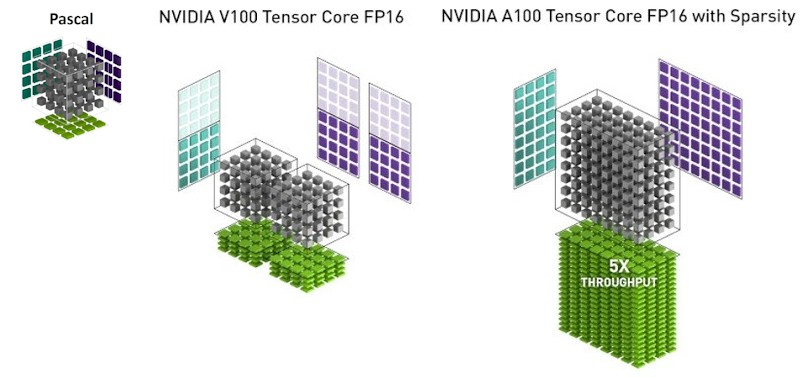 Pascal
NVIDIA V100 Tensor Core FP16
NVIDIA A100 Tensor Core FP16 with Sparsity
5X
THROUGHPUT